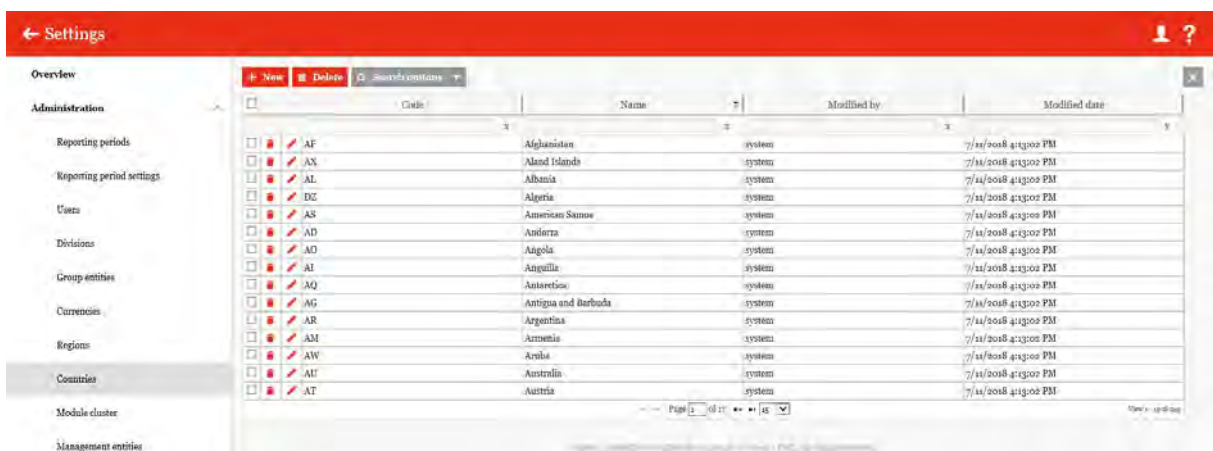 Settings
?
Overview
Administration
Reporting periods
Reporting period settings
Users
Divisions
Group entities
Currencies
Regions
Countries
Module cluster
Management entities
+ New Delete Search options
Code Name Modified by Modified date
x x x x
AF Afghanistan system 7/11/2018 4:13:02 PM
AX Aland Islands system 7/11/2018 4:13:02 PM
AL Albania system 7/11/2018 4:13:02 PM
DZ Algeria system 7/11/2018 4:13:02 PM
AS American Samoa system 7/11/2018 4:13:02 PM
AD Andorra system 7/11/2018 4:13:02 PM
AO Angola system 7/11/2018 4:13:02 PM
AI Anguilla system 7/11/2018 4:13:02 PM
AQ Antarctica system 7/11/2018 4:13:02 PM
AG Antigua and Barbuda system 7/11/2018 4:13:02 PM
AR Argentina system 7/11/2018 4:13:02 PM
AM Armenia system 7/11/2018 4:13:02 PM
AW Aruba system 7/11/2018 4:13:02 PM
AU Australia system 7/11/2018 4:13:02 PM
AT Austria system 7/11/2018 4:13:02 PM
Page 1 of 17 15